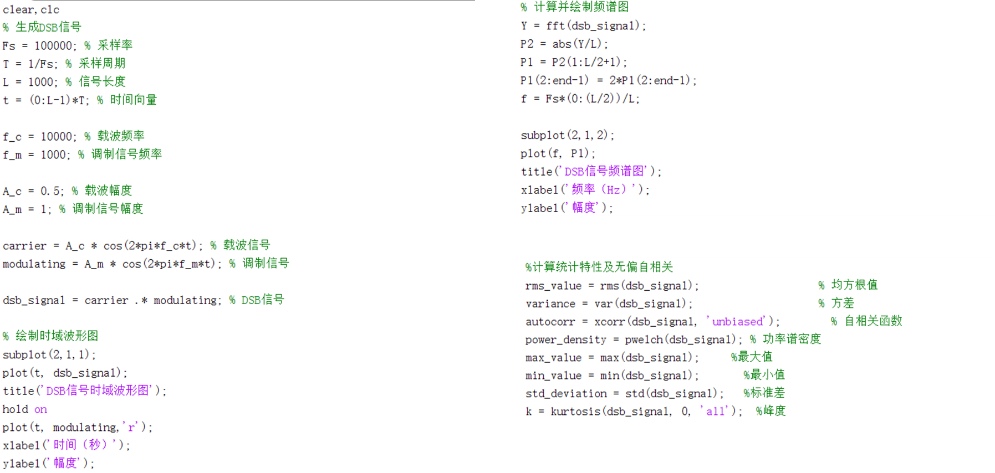 clear,clc
% 生成DSB信号
Fs = 100000; % 采样率
T = 1/Fs; % 采样周期
L = 1000; % 信号长度
t = (0:L-1)*T; % 时间向量
f_c = 10000; % 载波频率
f_m = 1000; % 调制信号频率
A_c = 0.5; % 载波幅度
A_m = 1; % 调制信号幅度
carrier = A_c * cos(2*pi*f_c*t); % 载波信号
modulating = A_m * cos(2*pi*f_m*t); % 调制信号
dsb_signal = carrier .* modulating; % DSB信号
% 绘制时域波形图
subplot(2,1,1);
plot(t, dsb_signal);
title('DSB信号时域波形图');
hold on
plot(t, modulating,'r');
xlabel('时间（秒）');
ylabel('幅度');
% 计算并绘制频谱图
Y = fft(dsb_signal);
P2 = abs(Y/L);
P1 = P2(1:L/2+1);
P1(2:end-1) = 2*P1(2:end-1);
f = Fs*(0:(L/2))/L;
subplot(2,1,2);
plot(f, P1);
title('DSB信号频谱图');
xlabel('频率（Hz）');
ylabel('幅度');
%计算统计特性及无偏自相关
rms_value = rms(dsb_signal); % 均方根值
variance = var(dsb_signal); % 方差
autocorr = xcorr(dsb_signal, 'unbiased'); % 自相关函数
power_density = pwelch(dsb_signal); % 功率谱密度
max_value = max(dsb_signal); %最大值
min_value = min(dsb_signal); %最小值
std_deviation = std(dsb_signal); %标准差
k = kurtosis(dsb_signal, 0, 'all'); %峰度